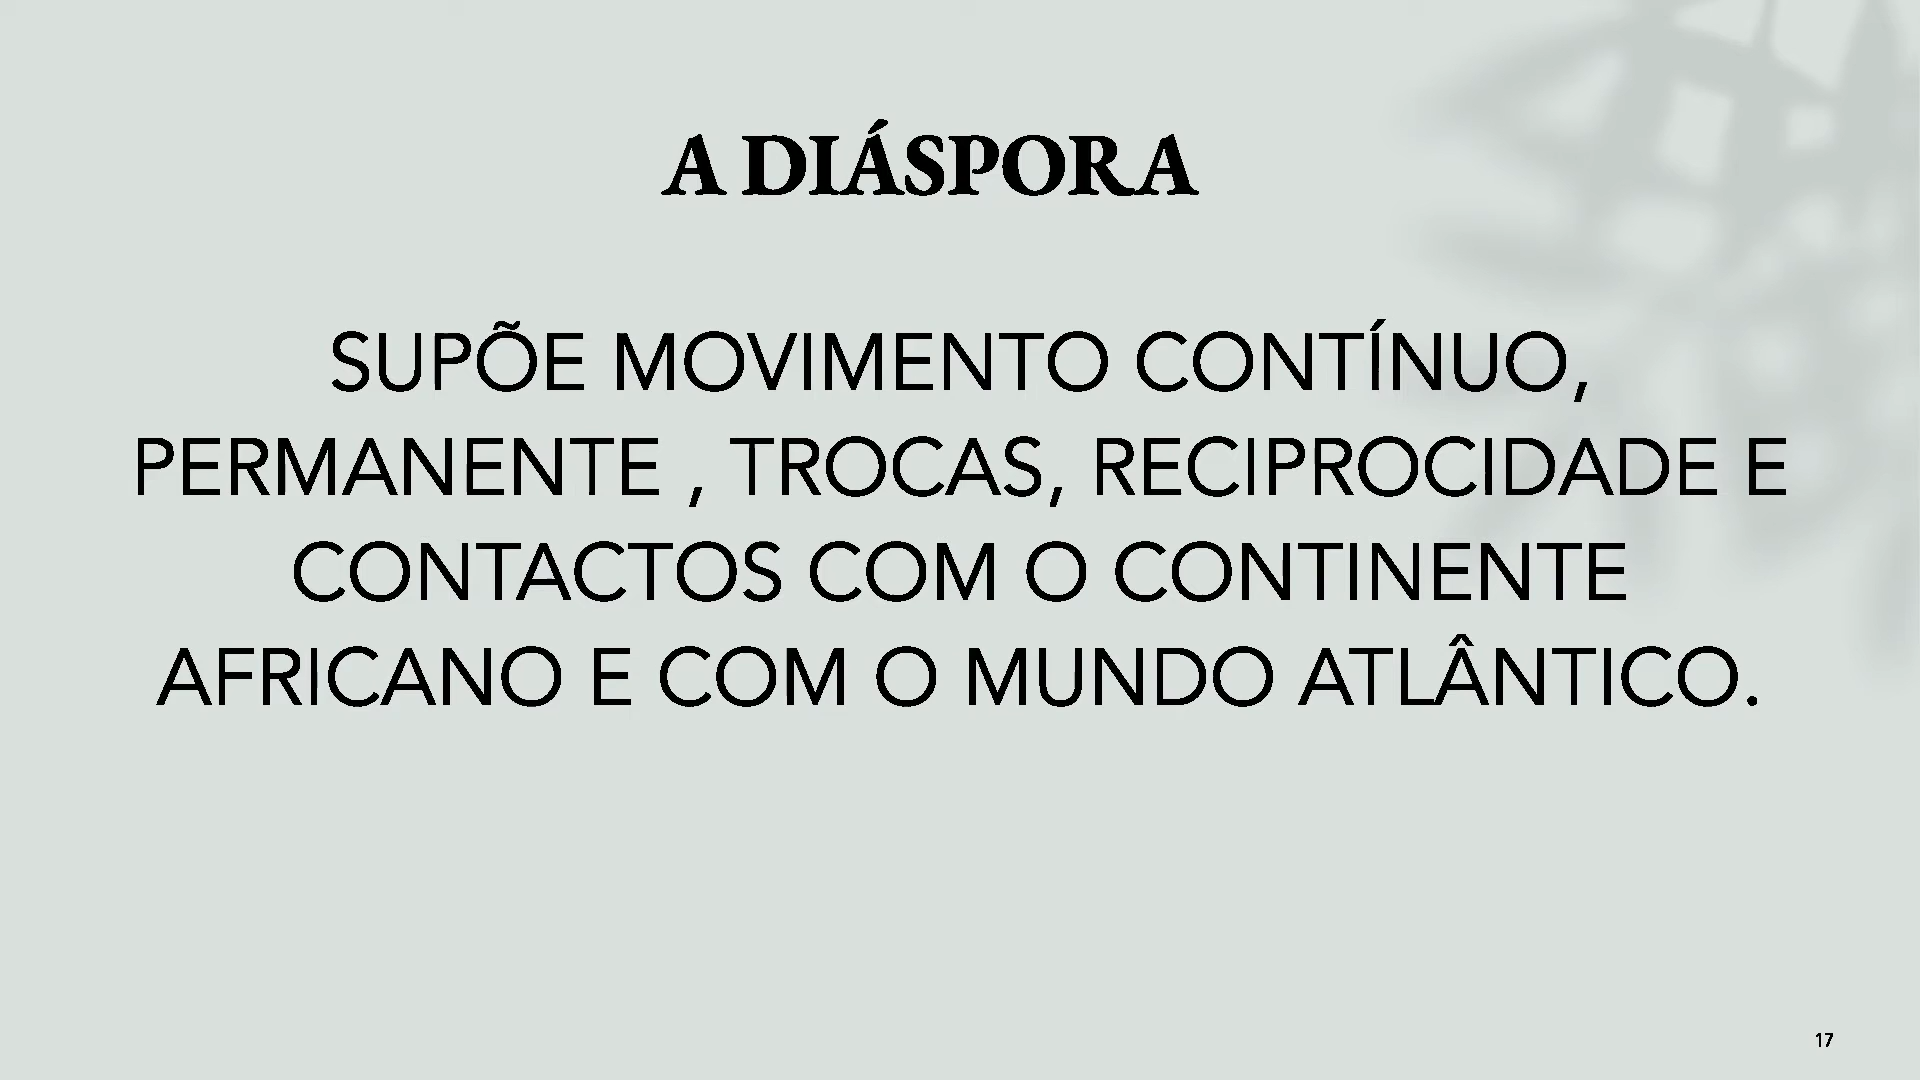 A DIÁSPORA
SUPÕE MOVIMENTO CONTÍNUO,
PERMANENTE , TROCAS, RECIPROCIDADE E
CONTACTOS COM O CONTINENTE
AFRICANO E COM O MUNDO ATLÂNTICO.
17